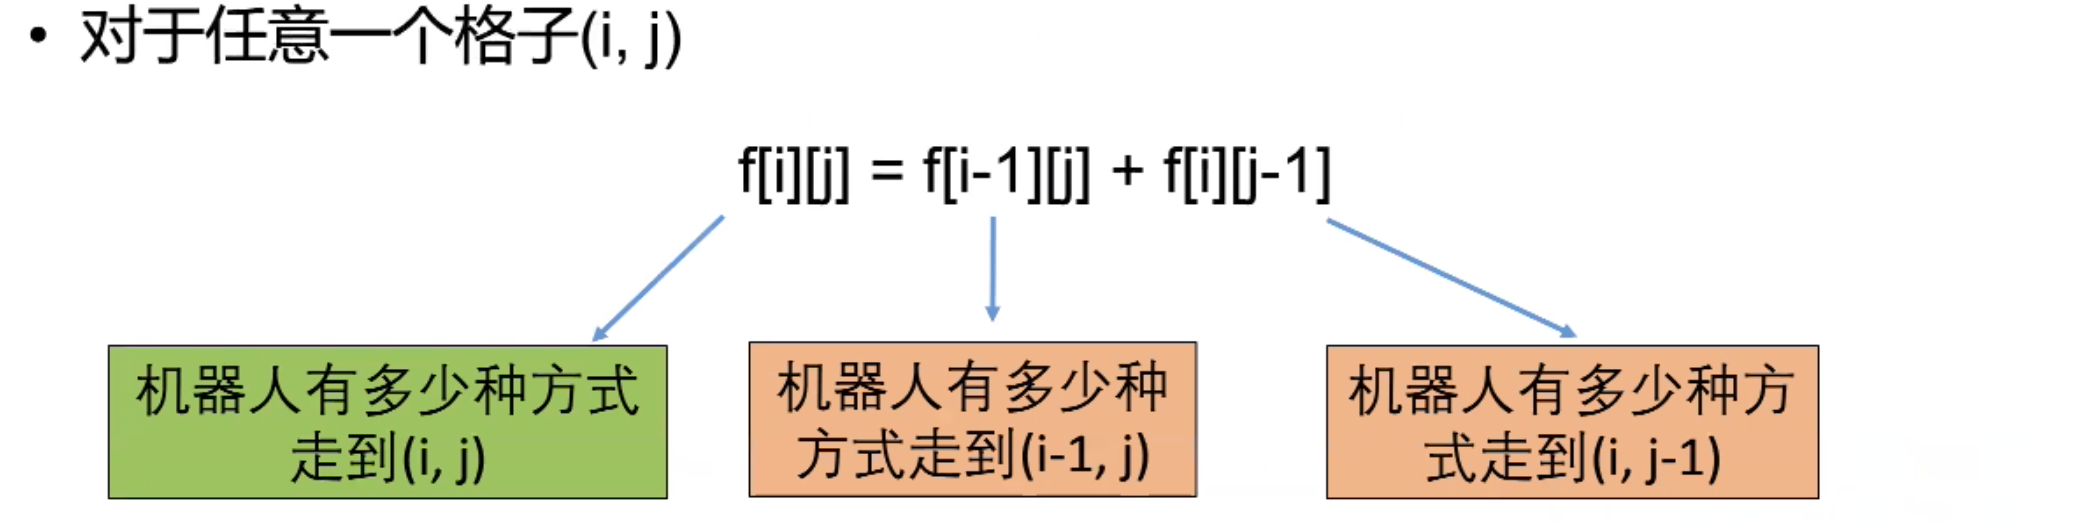 • 对于任意一个格子(i, j)
f[i][j] = f[i-1][j] + f[i][j-1]
机器人有多少种方式
走到(i, j)
机器人有多少种
方式走到(i-1, j)
机器人有多少种方
式走到(i, j-1)